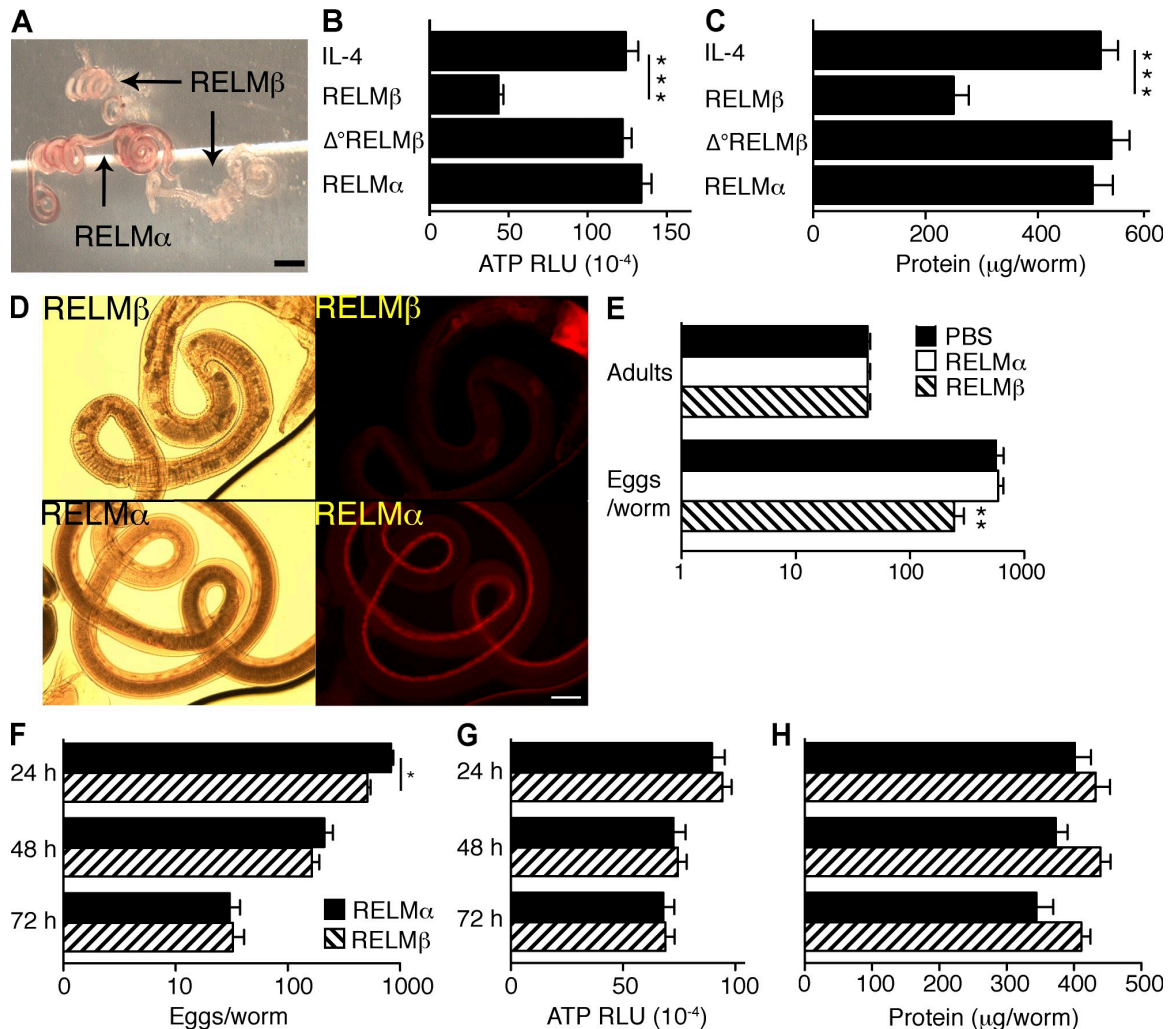 A
RELMβ
RELMα
B
IL-4
RELMβ
Δ°RELMβ
RELMα
***
0 50 100 150
ATP RLU (10⁻⁴)
C
IL-4
RELMβ
Δ°RELMβ
RELMα
***
0 200 400 600
Protein (μg/worm)
D
RELMβ
RELMβ
RELMα
RELMα
E
PBS
RELMα
RELMβ
Adults
Eggs
/worm
**
1 10 100 1000
F
24 h
*
48 h
72 h
RELMα
RELMβ
0 10 100 1000
Eggs/worm
G
24 h
48 h
72 h
0 50 100
ATP RLU (10⁻⁴)
H
0 100 200 300 400 500
Protein (μg/worm)